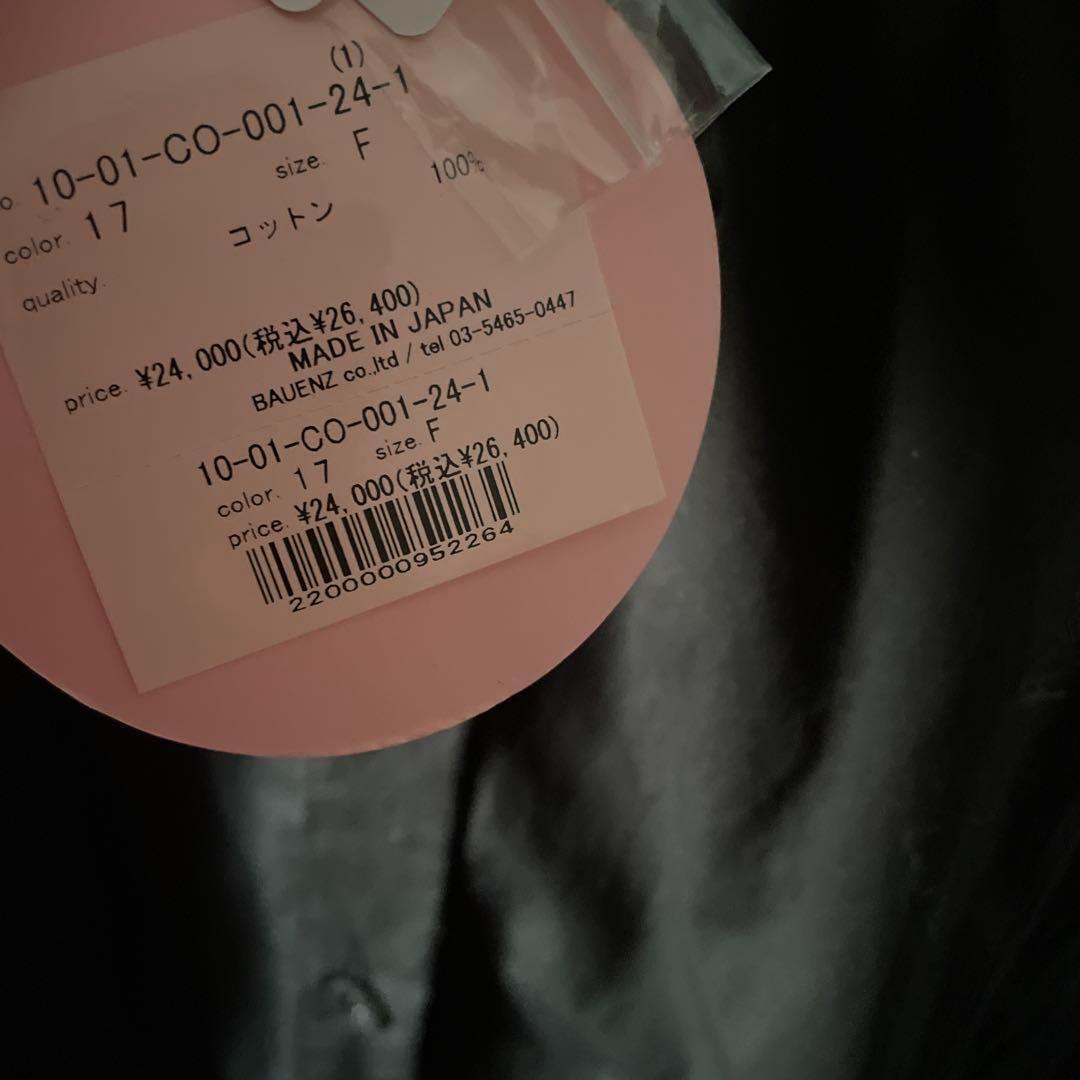 (1)
o. 10-01-CO-001-24-1
color. 17 size. F
quality. コットン 100%
price. ¥24,000(税込¥26,400)
MADE IN JAPAN
BAUENZ co.,ltd / tel 03-5465-0447
10-01-CO-001-24-1
color. 17 size. F
price. ¥24,000(税込¥26,400)
2200000952264